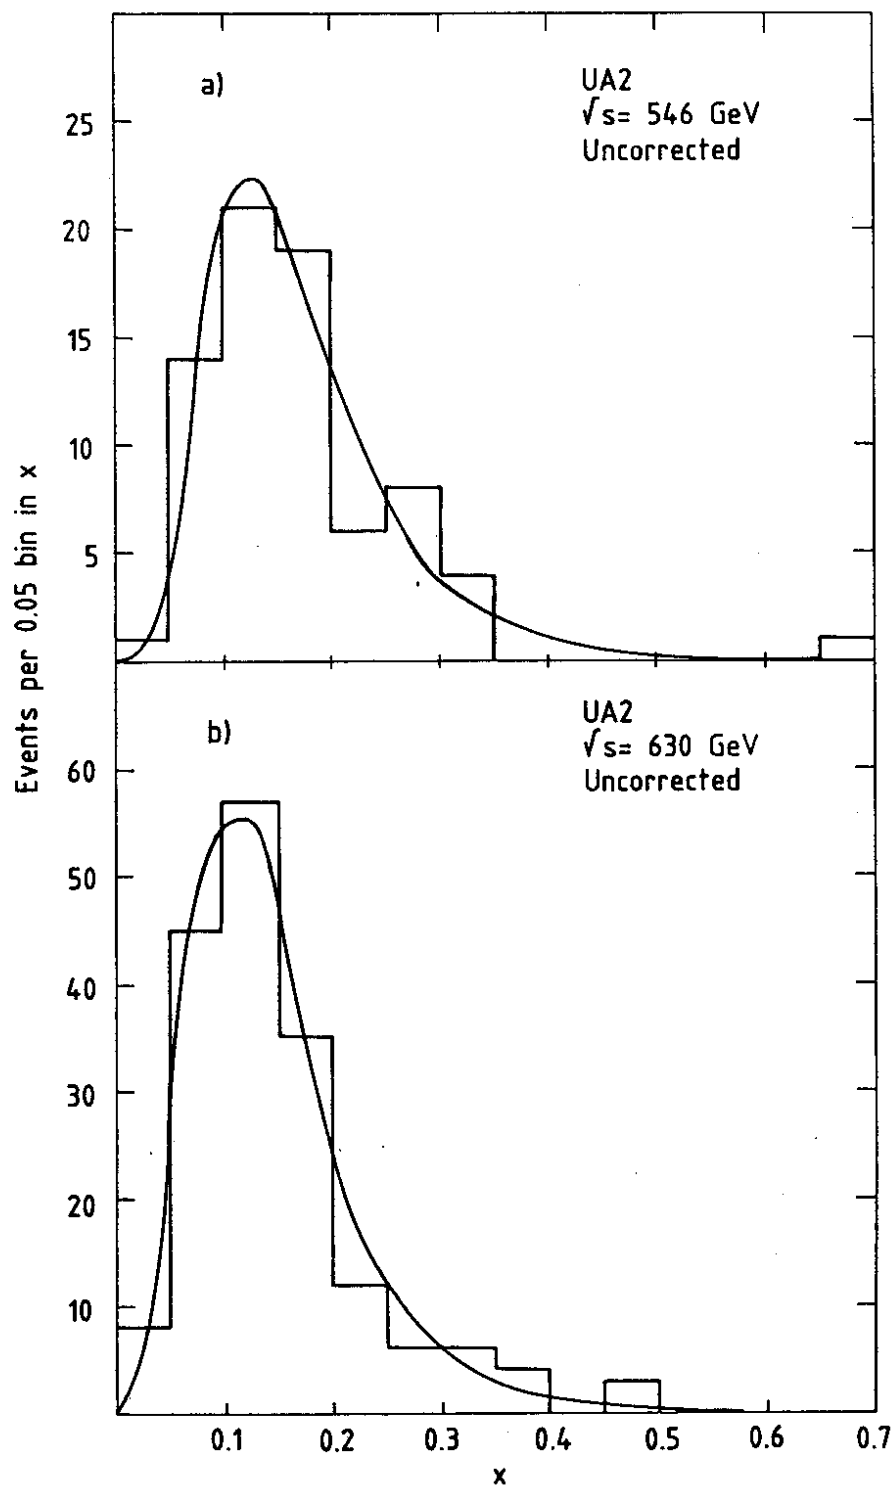 a)
UA2
√s= 546 GeV
Uncorrected
25
20
15
10
5
Events per 0.05 bin in x
b)
UA2
√s= 630 GeV
Uncorrected
60
50
40
30
20
10
0.1 0.2 0.3 0.4 0.5 0.6 0.7
x